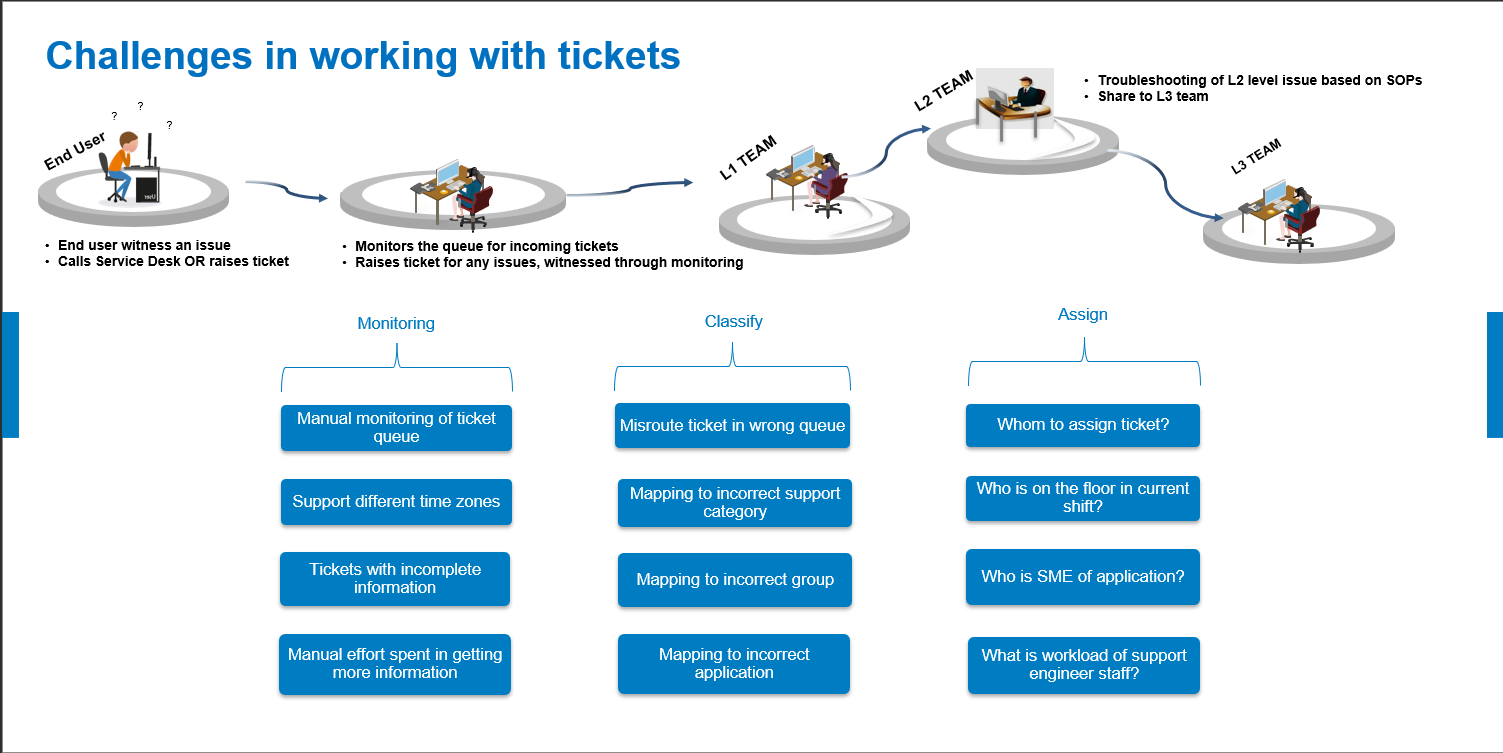 Challenges in working with tickets
?
?
?
End User
L1 TEAM
L2 TEAM
L3 TEAM
• Troubleshooting of L2 level issue based on SOPs
• Share to L3 team
• End user witness an issue
• Calls Service Desk OR raises ticket
• Monitors the queue for incoming tickets
• Raises ticket for any issues, witnessed through monitoring
Monitoring
Manual monitoring of ticket
queue
Support different time zones
Tickets with incomplete
information
Manual effort spent in getting
more information
Classify
Misroute ticket in wrong queue
Mapping to incorrect support
category
Mapping to incorrect group
Mapping to incorrect
application
Assign
Whom to assign ticket?
Who is on the floor in current
shift?
Who is SME of application?
What is workload of support
engineer staff?